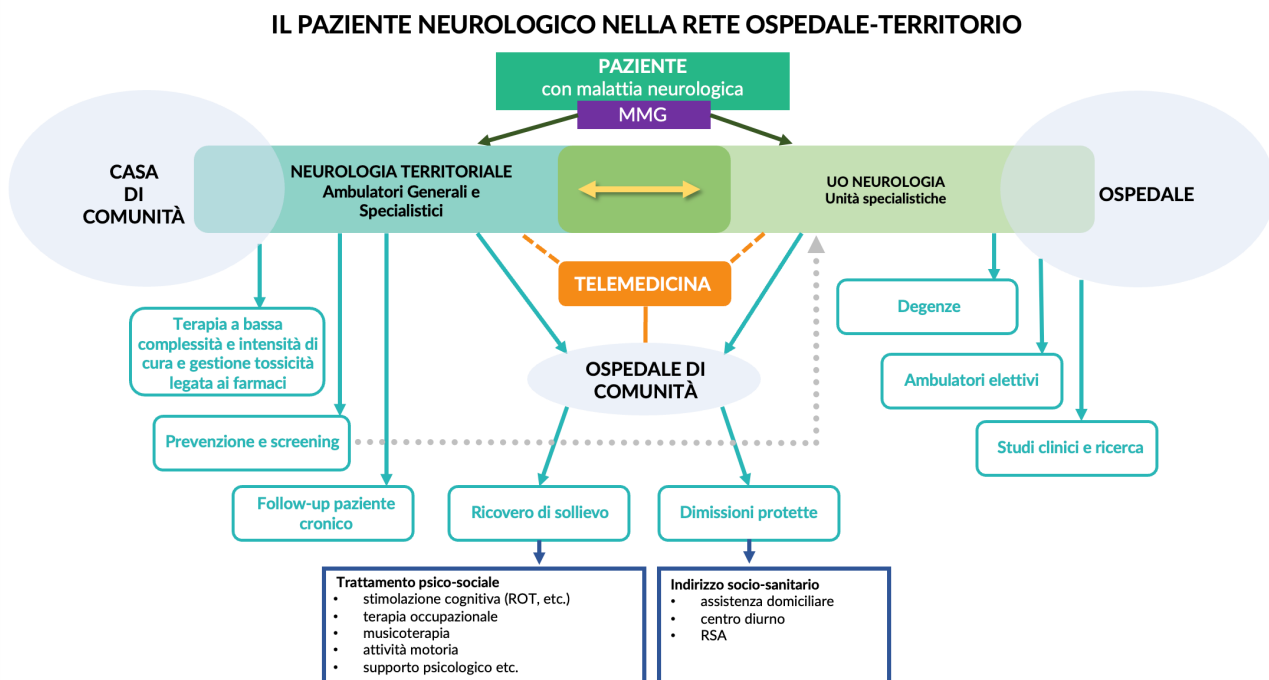 IL PAZIENTE NEUROLOGICO NELLA RETE OSPEDALE-TERRITORIO
PAZIENTE
con malattia neurologica
MMG
CASA
DI
COMUNITÀ
NEUROLOGIA TERRITORIALE
Ambulatori Generali e
Specialistici
UO NEUROLOGIA
Unità specialistiche
OSPEDALE
TELEMEDICINA
Degenze
Terapia a bassa
complessità e intensità di
cura e gestione tossicità
legata ai farmaci
OSPEDALE DI
COMUNITÀ
Ambulatori elettivi
Prevenzione e screening
Studi clinici e ricerca
Follow-up paziente
cronico
Ricovero di sollievo
Dimissioni protette
Trattamento psico-sociale
• stimolazione cognitiva (ROT, etc.)
• terapia occupazionale
• musicoterapia
• attività motoria
• supporto psicologico etc.
Indirizzo socio-sanitario
• assistenza domiciliare
• centro diurno
• RSA